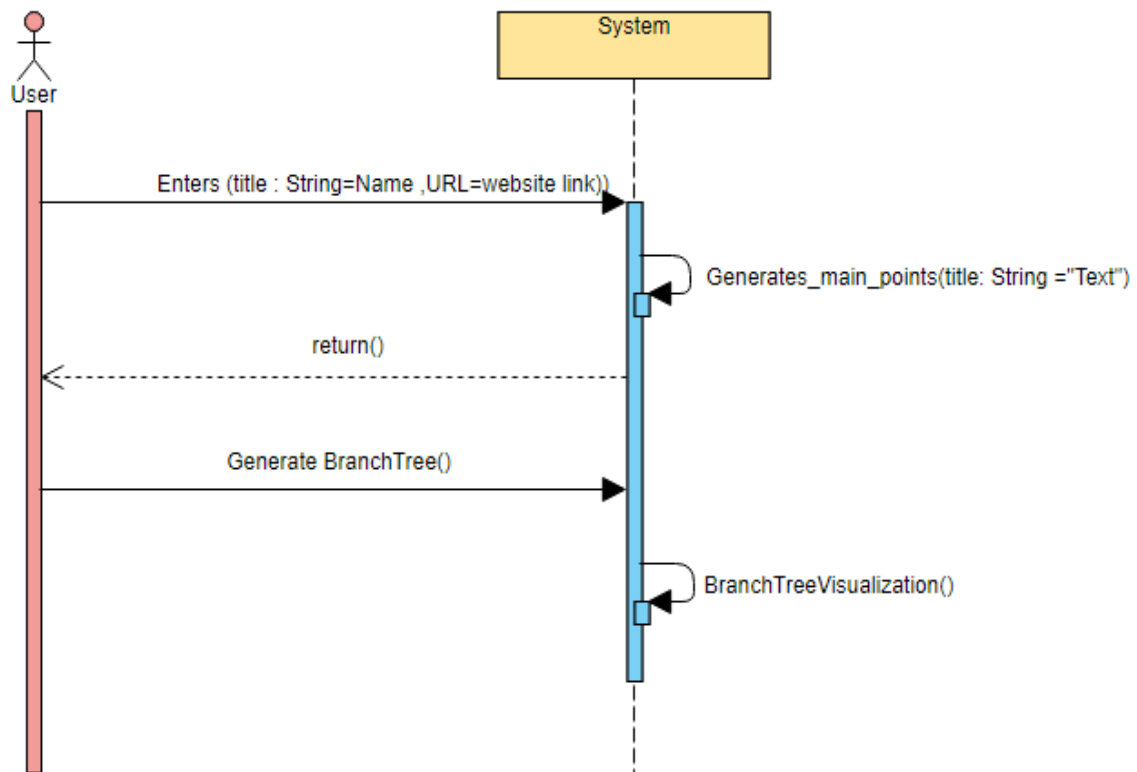 System
User
Enters (title : String=Name ,URL=website link))
Generates_main_points(title: String ="Text")
return()
Generate BranchTree()
BranchTreeVisualization()